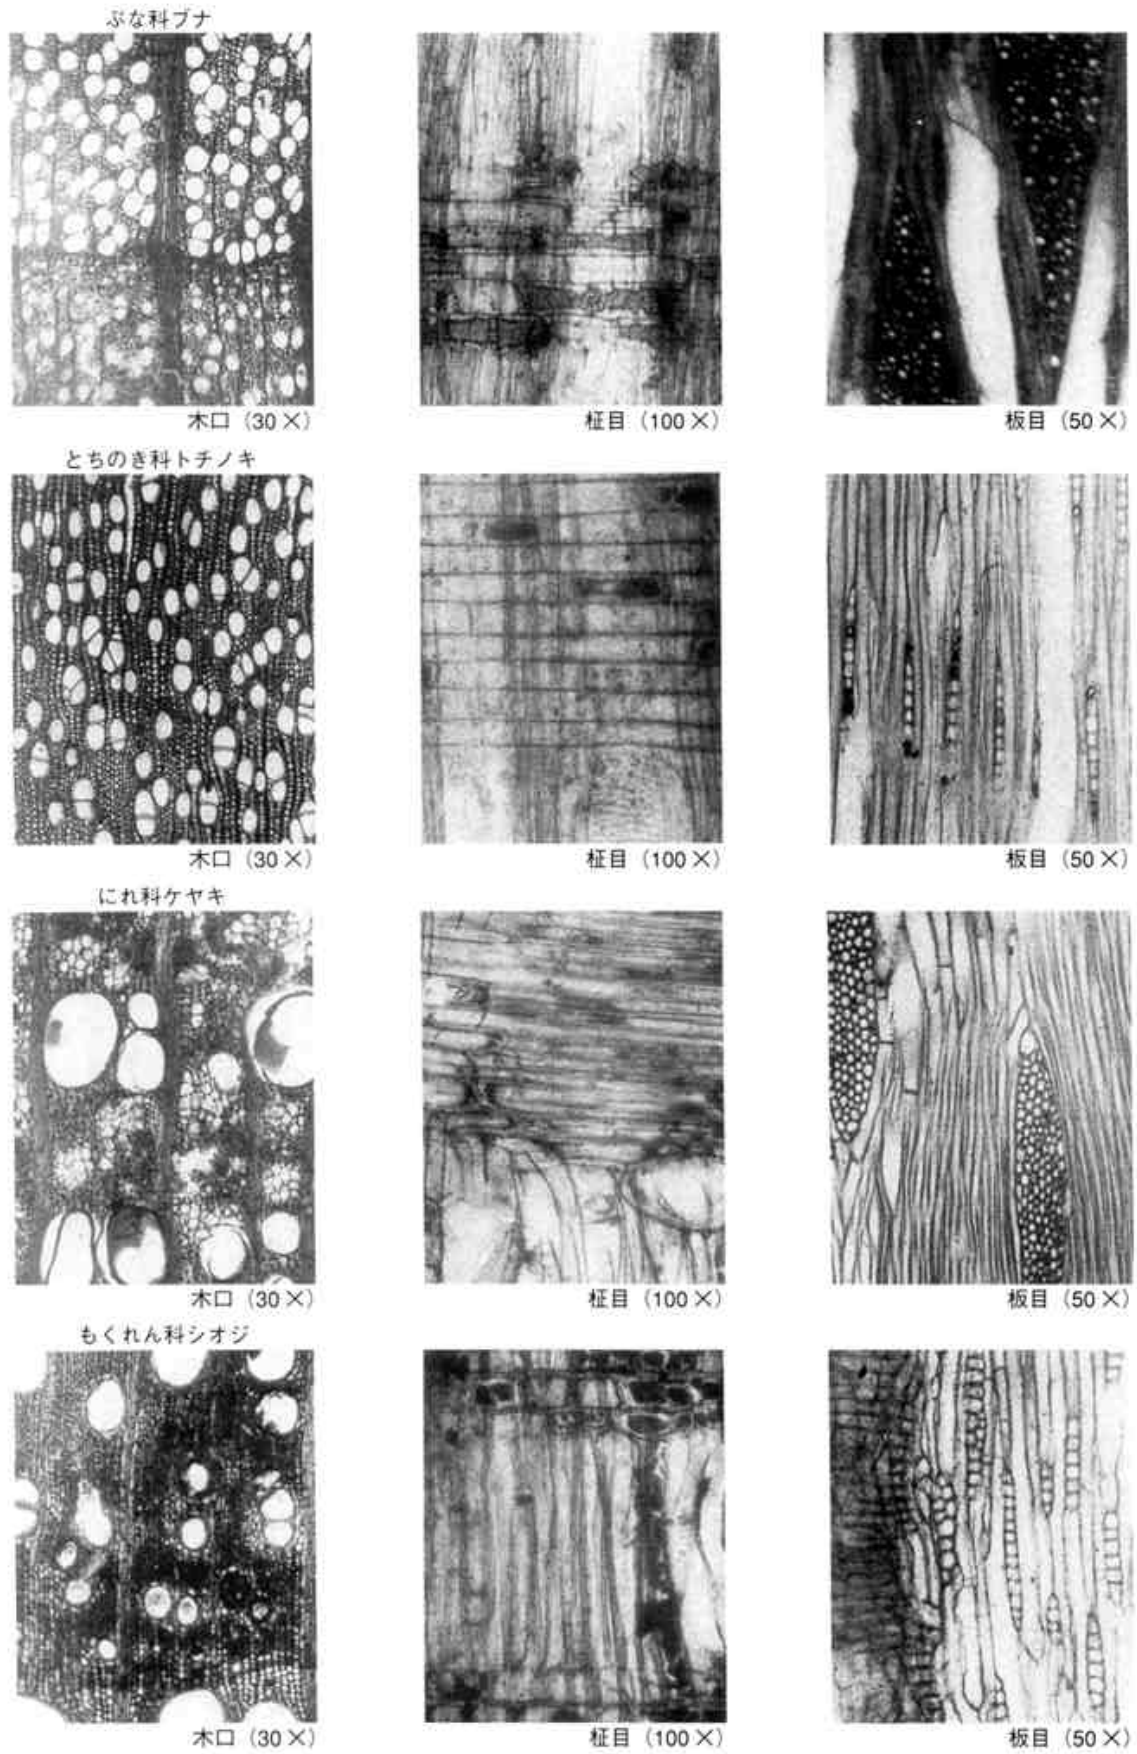 ぶな科ブナ
木口（30×）
柾目（100×）
板目（50×）
とちのき科トチノキ
木口（30×）
柾目（100×）
板目（50×）
にれ科ケヤキ
木口（30×）
柾目（100×）
板目（50×）
もくれん科シオジ
木口（30×）
柾目（100×）
板目（50×）